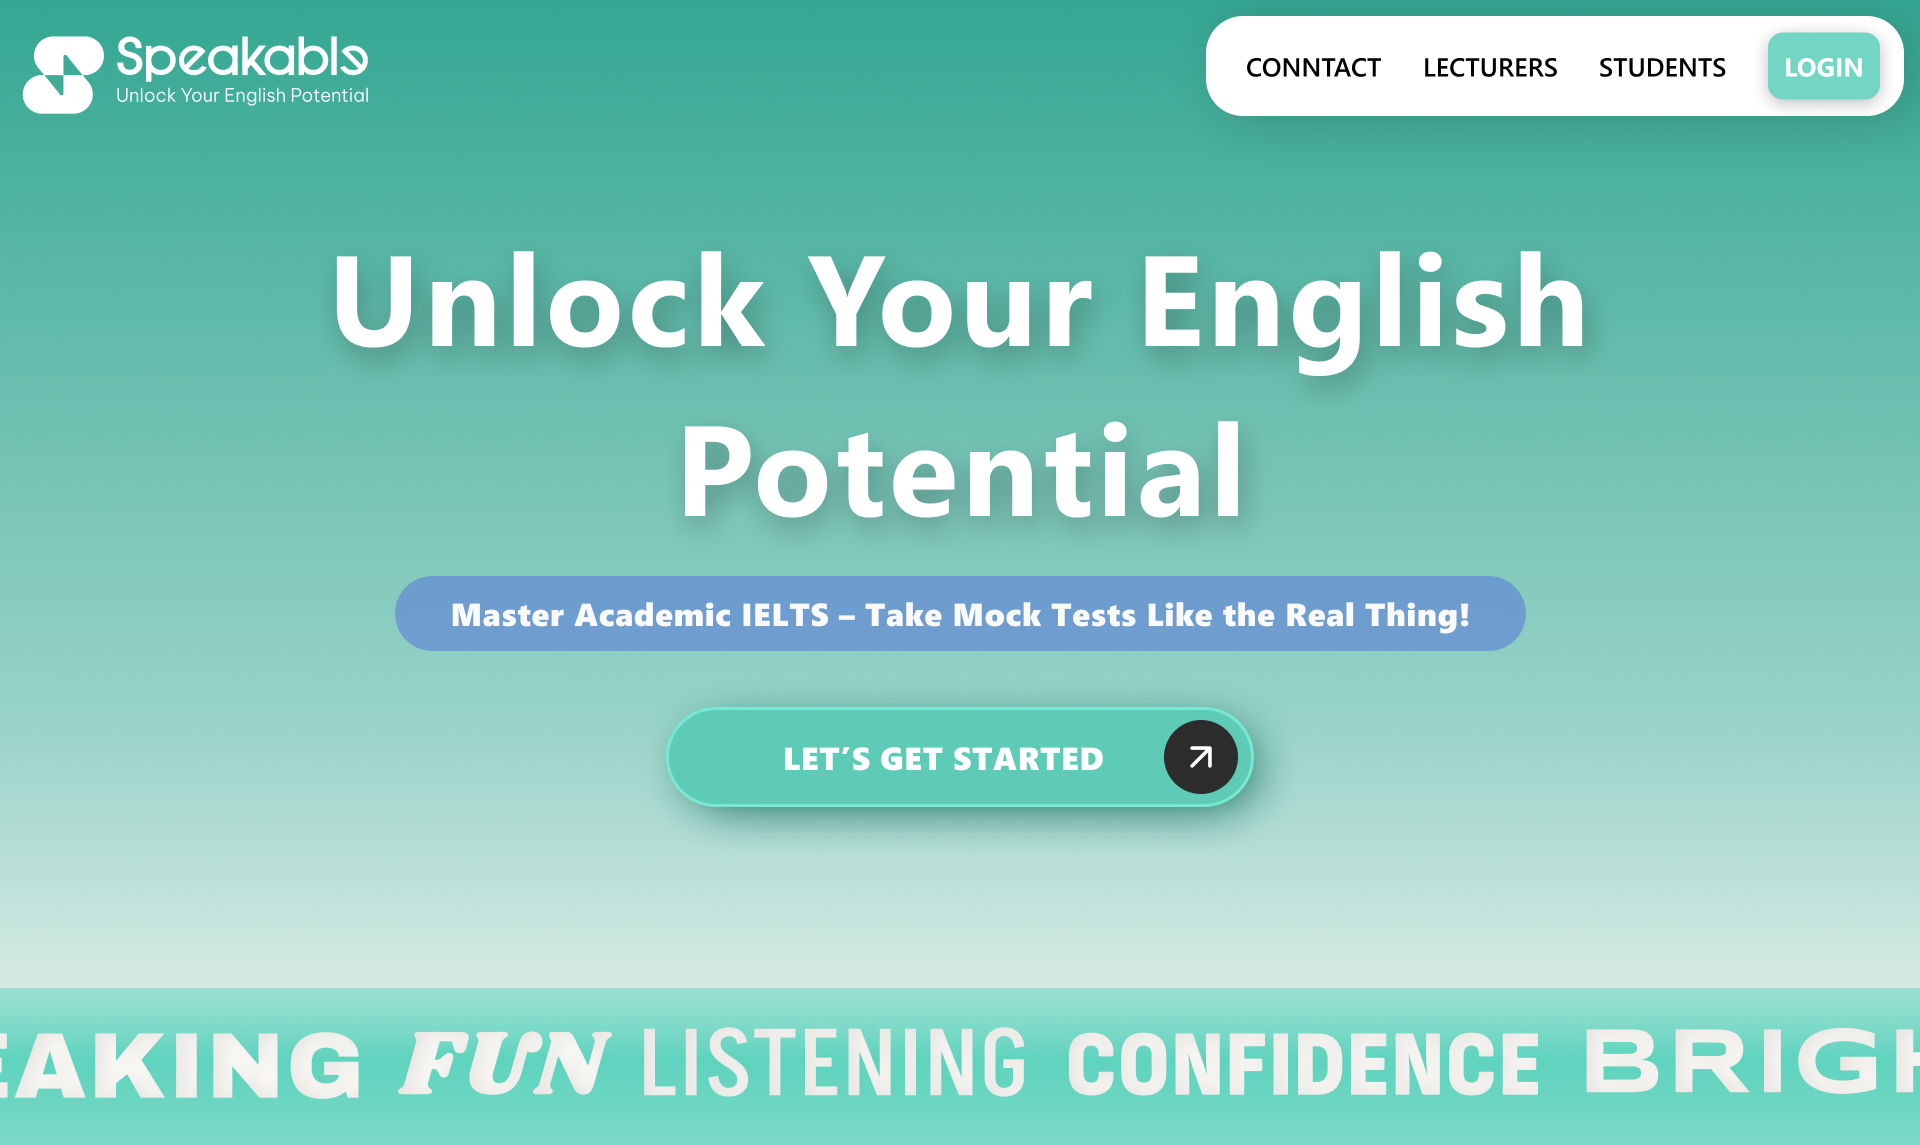 Speakable
Unlock Your English Potential
CONNTACT LECTURERS STUDENTS LOGIN
Unlock Your English
Potential
Master Academic IELTS – Take Mock Tests Like the Real Thing!
LET´S GET STARTED
EAKING FUN LISTENING CONFIDENCE BRIGH